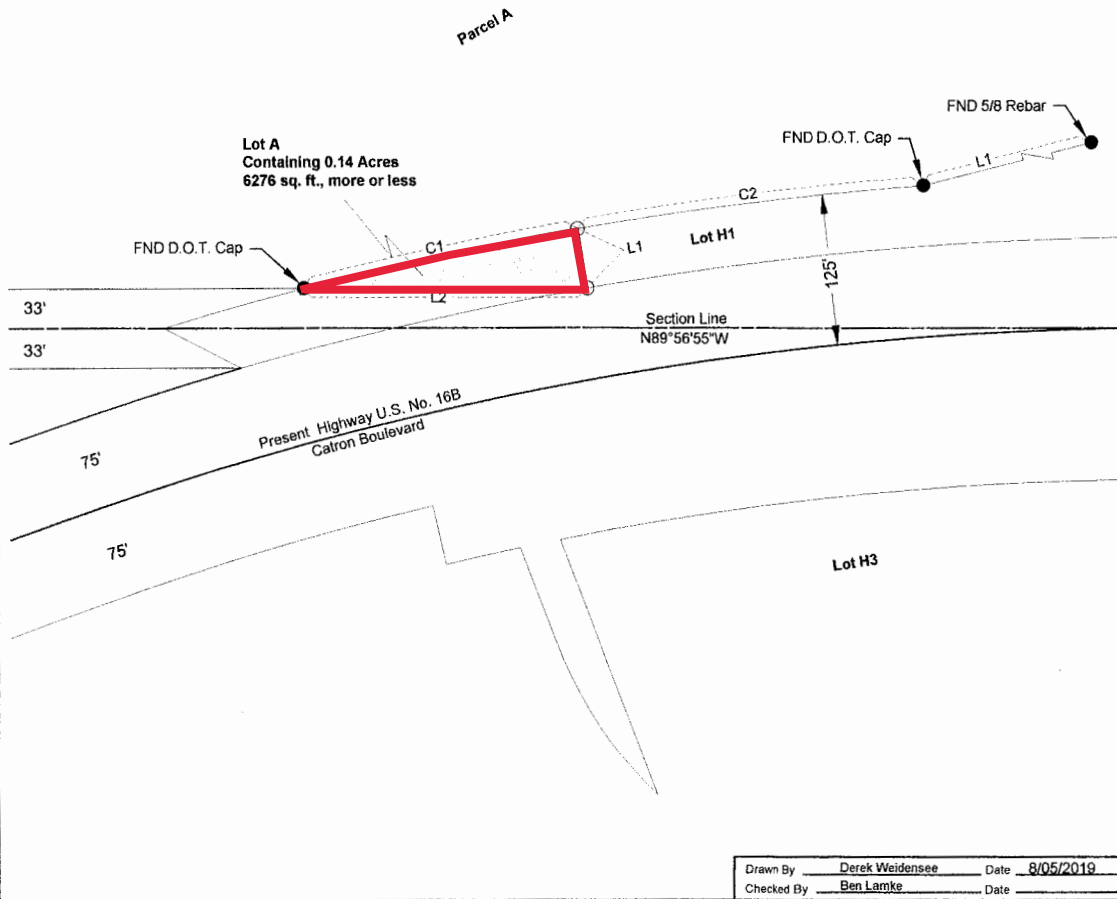 Parcel A
FND 5/8 Rebar
FND D.O.T. Cap
L1
Lot A
Containing 0.14 Acres
6276 sq. ft., more or less
C2
FND D.O.T. Cap
C1
L1
Lot H1
125'
L2
33'
Section Line
N89°56'55"W
33'
Present Highway U.S. No. 16B
Catron Boulevard
75'
75'
Lot H3
Drawn By Derek Weidensee Date 8/05/2019
Checked By Ben Lamke Date